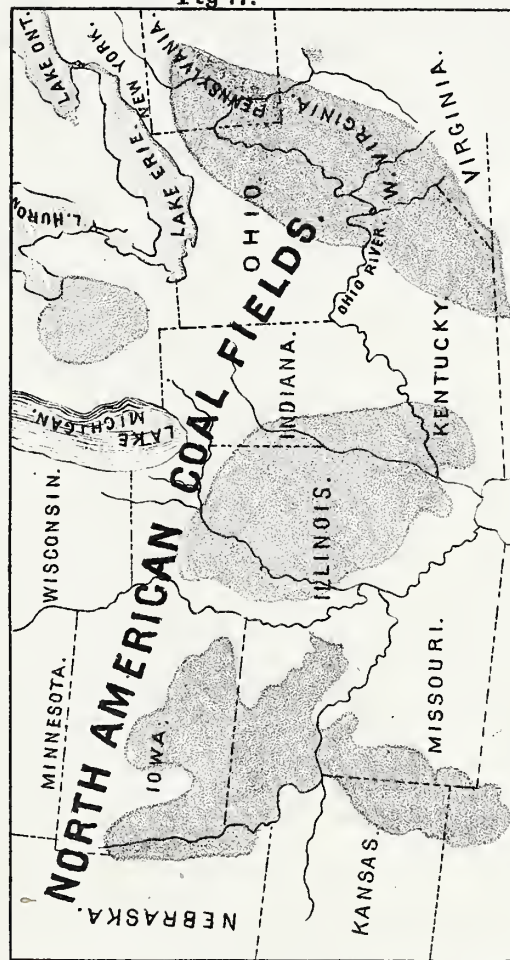 Fig
NORTH AMERICAN COAL FIELDS.
MINNESOTA.
WISCONSIN.
LAKE
MICHIGAN.
L. HURON
LAKE ONT.
LAKE ERIE.
NEW YORK.
NEBRASKA.
IOWA.
ILLINOIS.
INDIANA.
OHIO.
PENNSYLVANIA.
KANSAS.
MISSOURI.
KENTUCKY.
OHIO RIVER
W. VIRGINIA.
VIRGINIA.